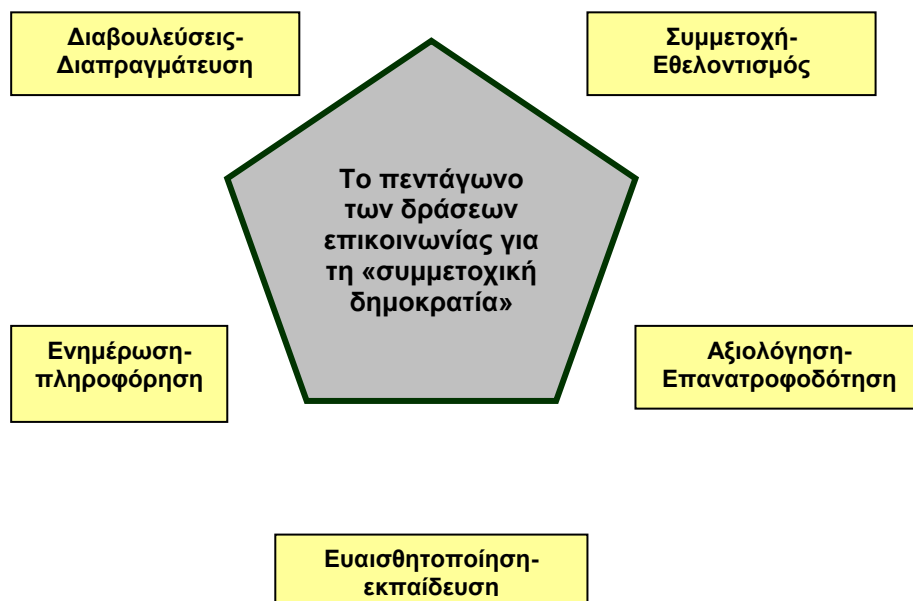 Διαβουλεύσεις-
Διαπραγμάτευση
Συμμετοχή-
Εθελοντισμός
Το πεντάγωνο
των δράσεων
επικοινωνίας για
τη «συμμετοχική
δημοκρατία»
Ενημέρωση-
πληροφόρηση
Αξιολόγηση-
Επανατροφοδότηση
Ευαισθητοποίηση-
εκπαίδευση